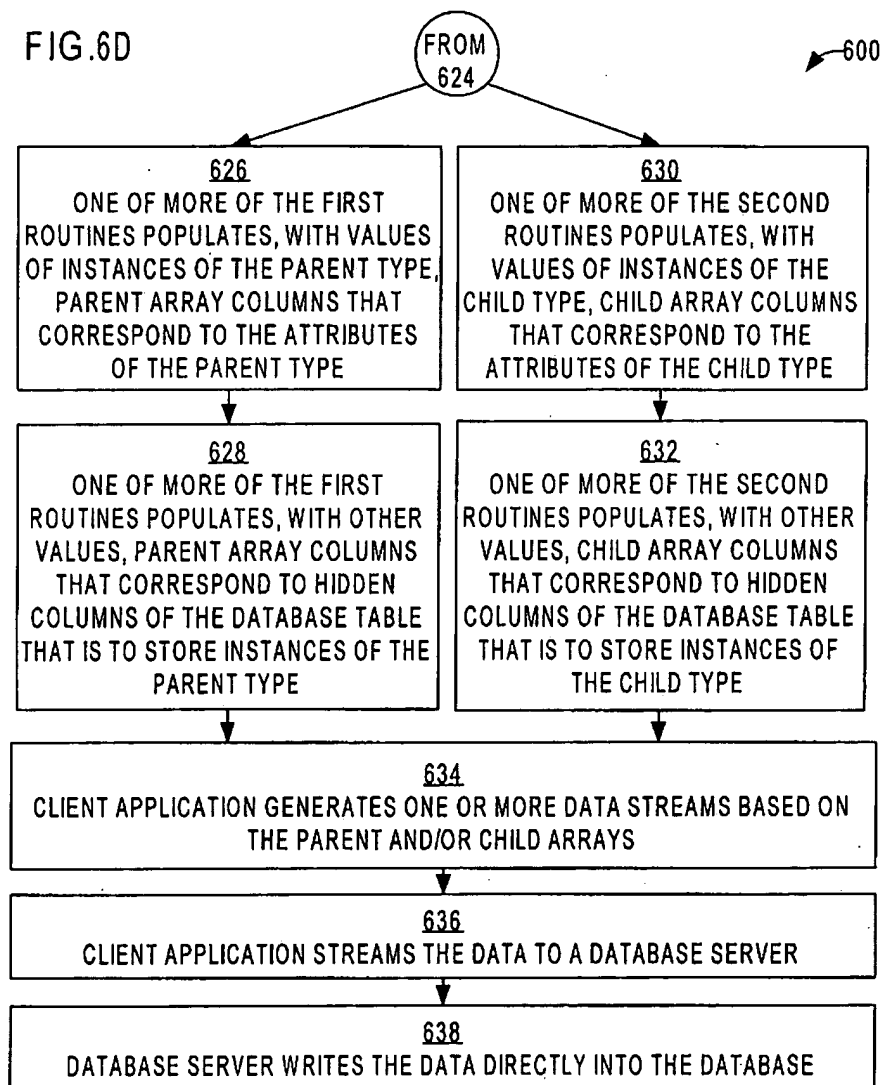 FIG.6D
FROM
624
600
626
ONE OF MORE OF THE FIRST
ROUTINES POPULATES, WITH VALUES
OF INSTANCES OF THE PARENT TYPE,
PARENT ARRAY COLUMNS THAT
CORRESPOND TO THE ATTRIBUTES
OF THE PARENT TYPE
630
ONE OF MORE OF THE SECOND
ROUTINES POPULATES, WITH
VALUES OF INSTANCES OF THE
CHILD TYPE, CHILD ARRAY COLUMNS
THAT CORRESPOND TO THE
ATTRIBUTES OF THE CHILD TYPE
628
ONE OF MORE OF THE FIRST
ROUTINES POPULATES, WITH OTHER
VALUES, PARENT ARRAY COLUMNS
THAT CORRESPOND TO HIDDEN
COLUMNS OF THE DATABASE TABLE
THAT IS TO STORE INSTANCES OF THE
PARENT TYPE
632
ONE OF MORE OF THE SECOND
ROUTINES POPULATES, WITH OTHER
VALUES, CHILD ARRAY COLUMNS
THAT CORRESPOND TO HIDDEN
COLUMNS OF THE DATABASE TABLE
THAT IS TO STORE INSTANCES OF
THE CHILD TYPE
634
CLIENT APPLICATION GENERATES ONE OR MORE DATA STREAMS BASED ON
THE PARENT AND/OR CHILD ARRAYS
636
CLIENT APPLICATION STREAMS THE DATA TO A DATABASE SERVER
638
DATABASE SERVER WRITES THE DATA DIRECTLY INTO THE DATABASE